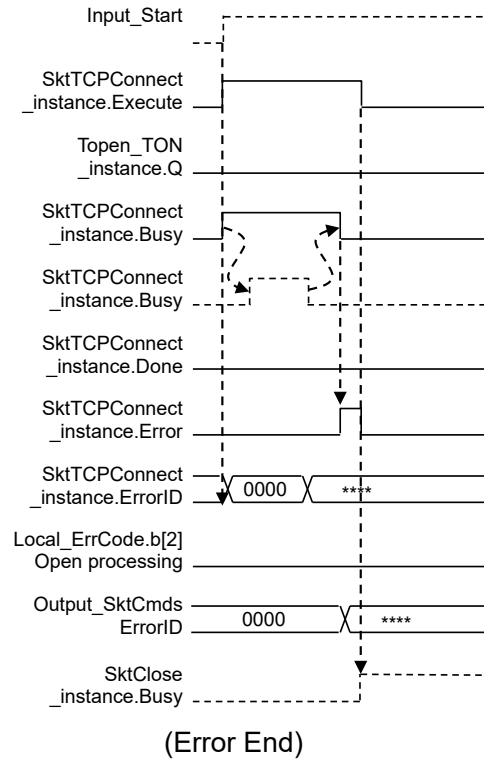 Input_Start
SktTCPConnect
_instance.Execute
Topen_TON
_instance.Q
SktTCPConnect
_instance.Busy
SktTCPConnect
_instance.Busy
SktTCPConnect
_instance.Done
SktTCPConnect
_instance.Error
SktTCPConnect
_instance.ErrorID
0000
****
Local_ErrCode.b[2]
Open processing
Output_SktCmds
ErrorID
0000
****
SktClose
_instance.Busy
(Error End)